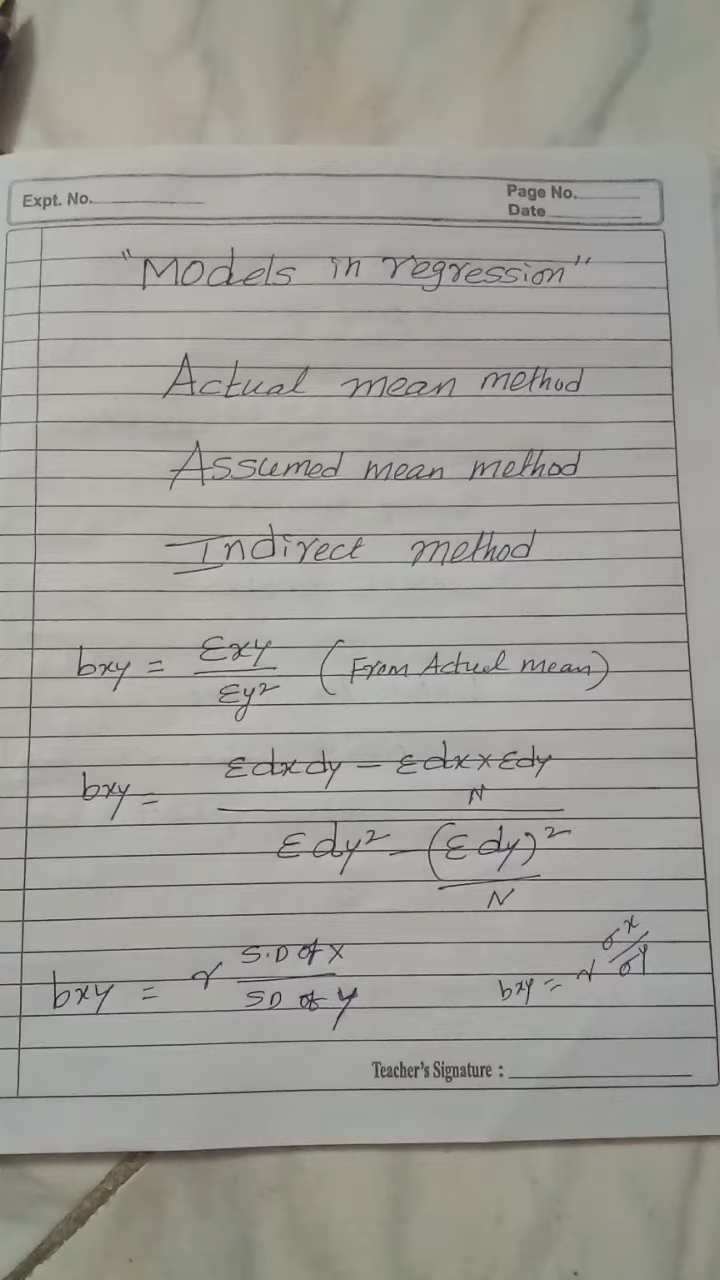 Expt. No.
Page No.
Date
"Models in regression"
Actual mean method
Assumed mean method
Indirect method
bxy = Σxy / Σy² (From Actual mean)
bxy = (Σdxdy - Σdx x Σdy / N) / (Σdy² - (Σdy)² / N)
bxy = r S.D of X / SD of y
bxy = r σx / σy
Teacher's Signature :